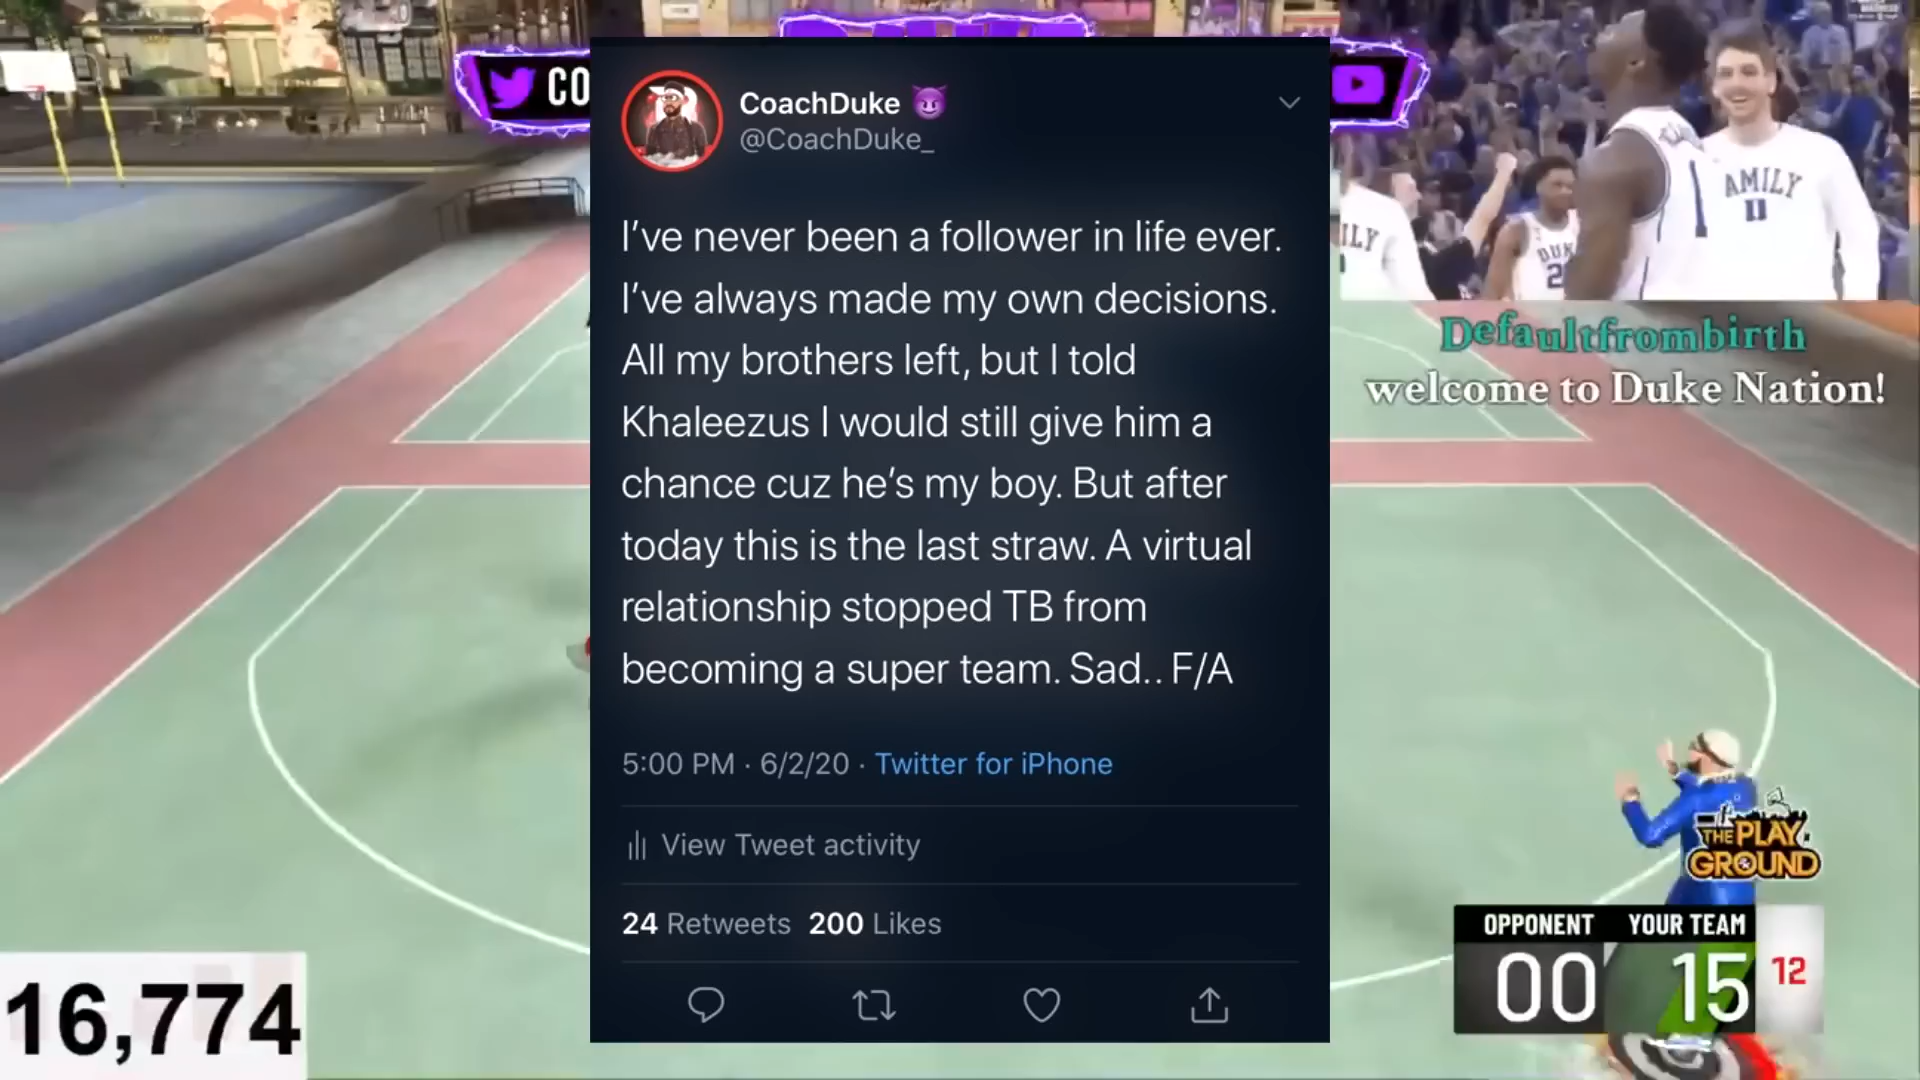 CO
CoachDuke 😈
@CoachDuke_
I've never been a follower in life ever.
I've always made my own decisions.
All my brothers left, but I told
Khaleezus I would still give him a
chance cuz he's my boy. But after
today this is the last straw. A virtual
relationship stopped TB from
becoming a super team. Sad.. F/A
5:00 PM · 6/2/20 · Twitter for iPhone
View Tweet activity
24 Retweets 200 Likes
AMILY
ILY
DUK
2
1
Defaultfrombirth
welcome to Duke Nation!
THE PLAY
GROUND
OPPONENT YOUR TEAM
00 15 12
16,774